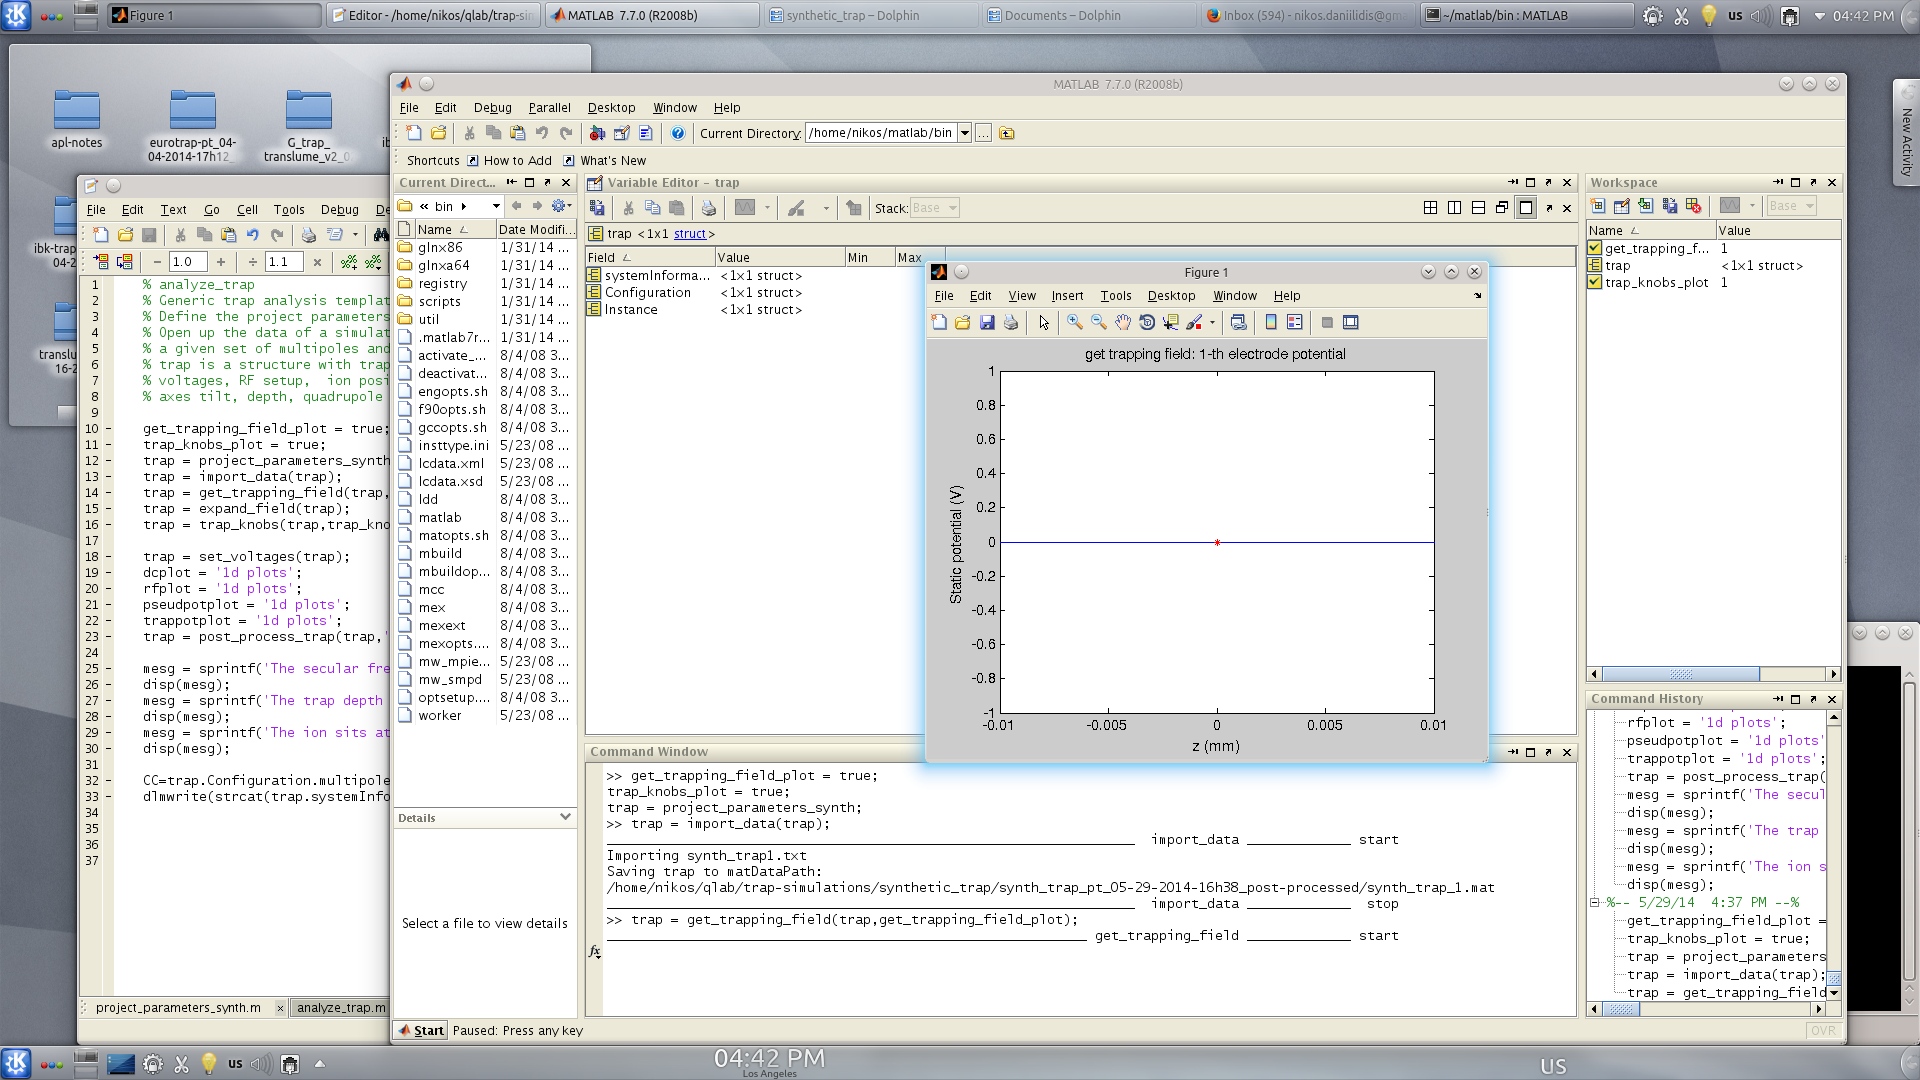 Figure 1
Editor - /home/nikos/qlab/trap-sin
MATLAB 7.7.0 (R2008b)
synthetic_trap – Dolphin
Documents – Dolphin
Inbox (594) - nikos.daniilidis@gm
~/matlab/bin : MATLAB
us
04:42 PM
apl-notes
eurotrap-pt_04-
04-2014-17h12_
G_trap_
translume_v2_0
New Activity
MATLAB 7.7.0 (R2008b)
File Edit Debug Parallel Desktop Window Help
Current Directory: /home/nikos/matlab/bin
Shortcuts How to Add What's New
Current Direct...
« bin
Name Date Modifi...
glnx86 1/31/14 ...
glnxa64 1/31/14 ...
registry 1/31/14 ...
scripts 1/31/14 ...
util 1/31/14 ...
.matlab7r... 1/31/14 ...
activate_... 8/4/08 3...
deactivat... 8/4/08 3...
engopts.sh 8/4/08 3...
f90opts.sh 8/4/08 3...
gccopts.sh 8/4/08 3...
insttype.ini 5/23/08 ...
lcdata.xml 5/23/08 ...
lcdata.xsd 5/23/08 ...
ldd 8/4/08 3...
matlab 8/4/08 3...
matopts.sh 8/4/08 3...
mbuild 8/4/08 3...
mbuildop... 8/4/08 3...
mcc 8/4/08 3...
mex 8/4/08 3...
mexext 8/4/08 3...
mexopts.... 8/4/08 3...
mw_mpie... 5/23/08 ...
mw_smpd 5/23/08 ...
optsetup.... 8/4/08 3...
worker 5/23/08 ...
Details
Select a file to view details
Start Paused: Press any key
OVR
File Edit Text Go Cell Tools Debug De
1.0 1.1
1 % analyze_trap
2 % Generic trap analysis templat
3 % Define the project parameters
4 % Open up the data of a simulat
5 % a given set of multipoles and
6 % trap is a structure with trap
7 % voltages, RF setup, ion posi
8 % axes tilt, depth, quadrupole
9
10 get_trapping_field_plot = true;
11 trap_knobs_plot = true;
12 trap = project_parameters_synth
13 trap = import_data(trap);
14 trap = get_trapping_field(trap,
15 trap = expand_field(trap);
16 trap = trap_knobs(trap,trap_kno
17
18 trap = set_voltages(trap);
19 dcplot = '1d plots';
20 rfplot = '1d plots';
21 pseudpotplot = '1d plots';
22 trappotplot = '1d plots';
23 trap = post_process_trap(trap,'
24
25 mesg = sprintf('The secular fre
26 disp(mesg);
27 mesg = sprintf('The trap depth
28 disp(mesg);
29 mesg = sprintf('The ion sits at
30 disp(mesg);
31
32 CC=trap.Configuration.multipole
33 dlmwrite(strcat(trap.systemInfo
34
35
36
37
project_parameters_synth.m × analyze_trap.m
Variable Editor - trap
Stack: Base
trap <1x1 struct>
Field Value Min Max
systemInforma... <1x1 struct>
Configuration <1x1 struct>
Instance <1x1 struct>
Figure 1
File Edit View Insert Tools Desktop Window Help
get trapping field: 1-th electrode potential
1
0.8
0.6
0.4
0.2
0
-0.2
-0.4
-0.6
-0.8
-1
Static potential (V)
-0.01 -0.005 0 0.005 0.01
z (mm)
Command Window
>> get_trapping_field_plot = true;
trap_knobs_plot = true;
trap = project_parameters_synth;
>> trap = import_data(trap);
import_data start
Importing synth_trap1.txt
Saving trap to matDataPath:
/home/nikos/qlab/trap-simulations/synthetic_trap/synth_trap_pt_05-29-2014-16h38_post-processed/synth_trap_1.mat
import_data stop
>> trap = get_trapping_field(trap,get_trapping_field_plot);
get_trapping_field start
Workspace
Base
Name Value
get_trapping_f... 1
trap <1x1 struct>
trap_knobs_plot 1
Command History
rfplot = '1d plots';
pseudpotplot = '1d plots'
trappotplot = '1d plots';
trap = post_process_trap(
mesg = sprintf('The secul
disp(mesg);
mesg = sprintf('The trap
disp(mesg);
mesg = sprintf('The ion s
disp(mesg);
%-- 5/29/14 4:37 PM --%
get_trapping_field_plot =
trap_knobs_plot = true;
trap = project_parameters
trap = import_data(trap);
trap = get_trapping_field
us
04:42 PM
Los Angeles
US